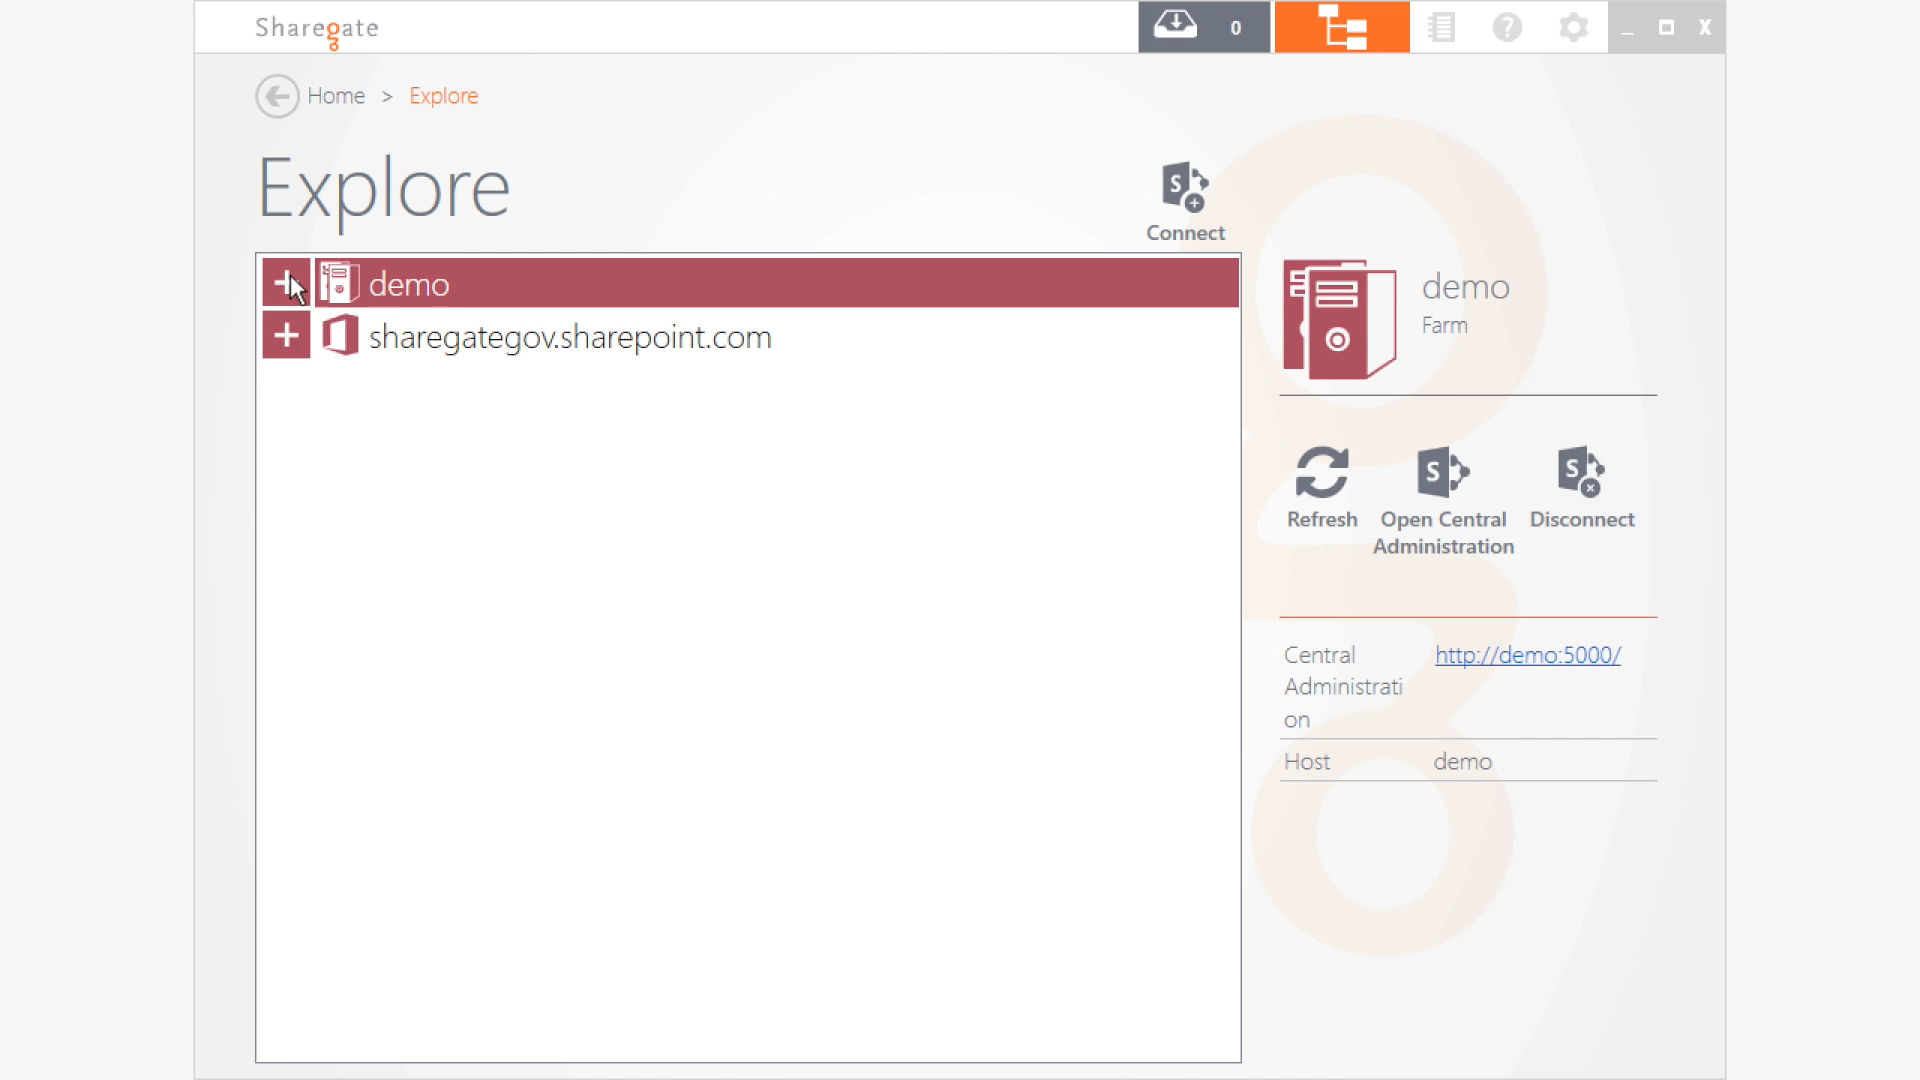 Sharegate
0
?
_
X
Home > Explore
Explore
S
Connect
demo
sharegategov.sharepoint.com
demo
Farm
S
S
Refresh
Open Central
Administration
Disconnect
Central
Administrati
on
http://demo:5000/
Host
demo